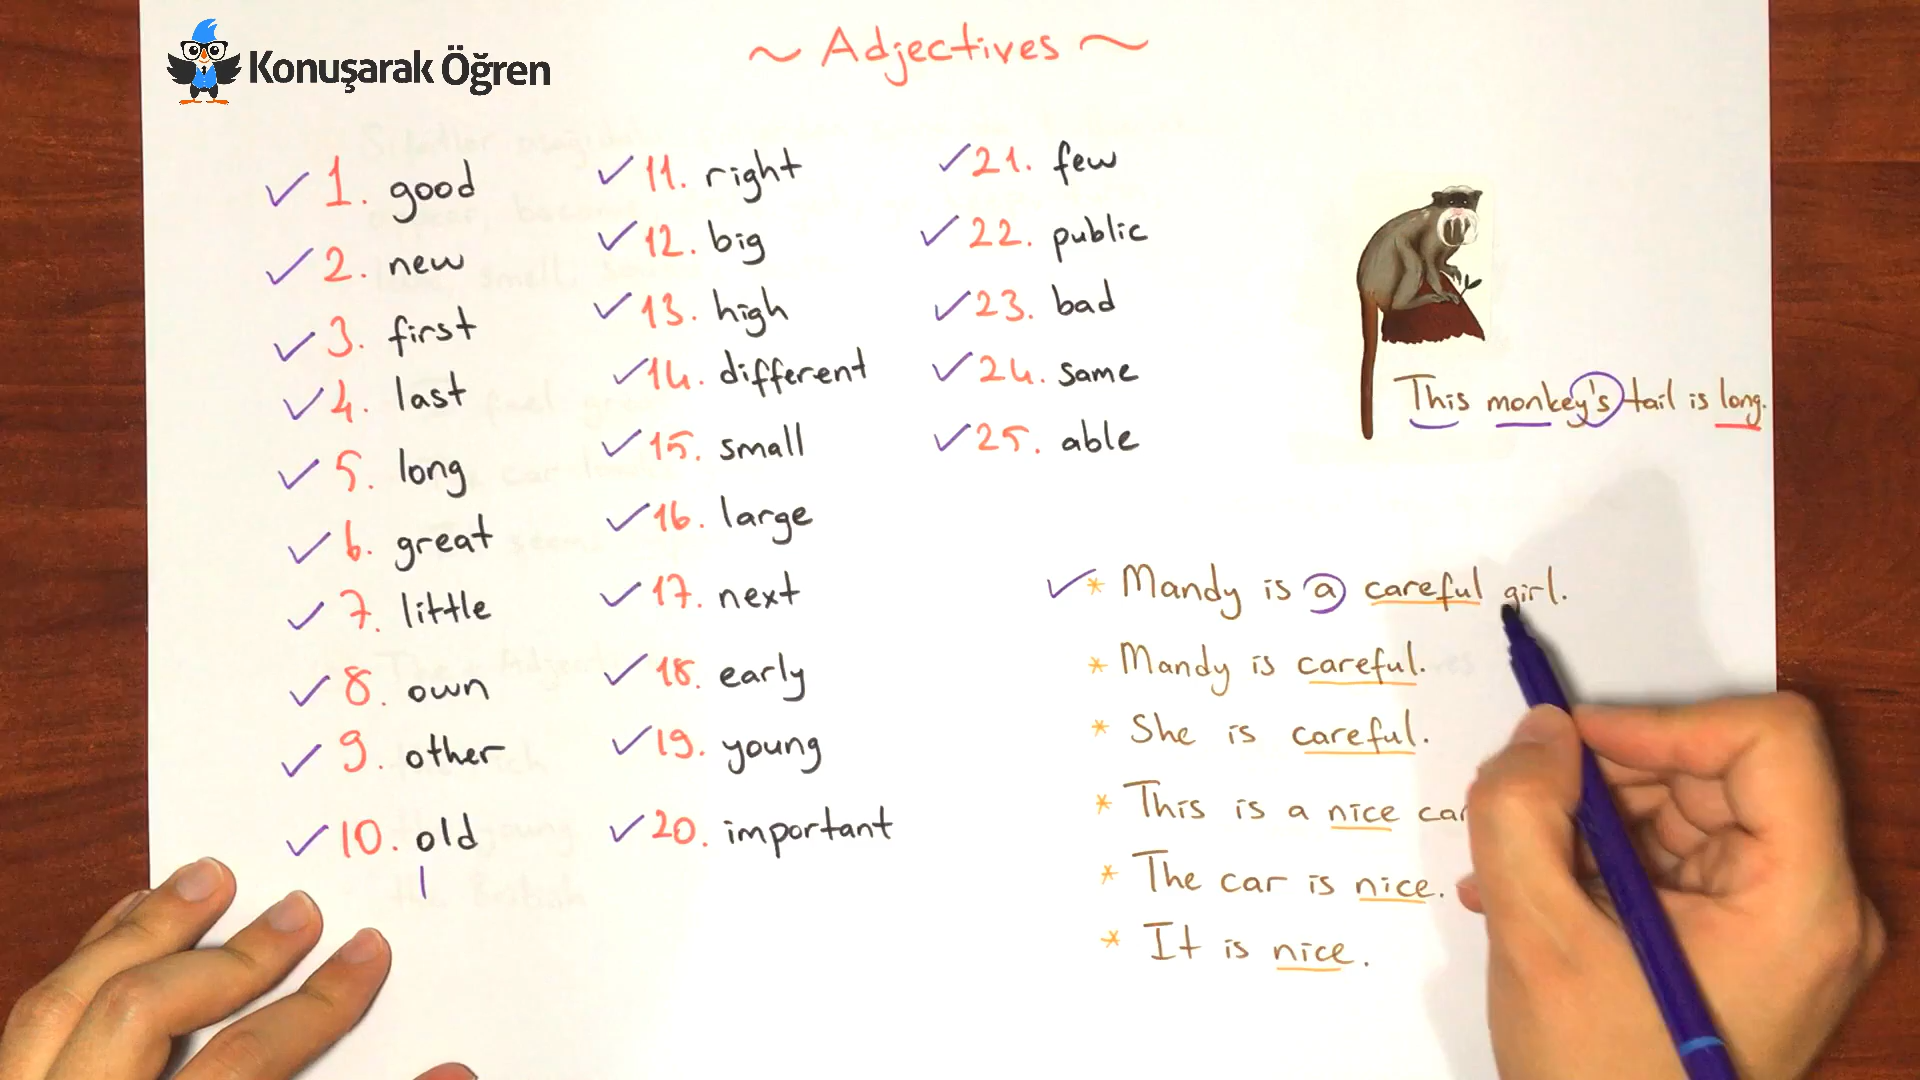 Konuşarak Öğren
~ Adjectives ~
1. good
2. new
3. first
4. last
5. long
6. great
7. little
8. own
9. other
10. old
11. right
12. big
13. high
14. different
15. small
16. large
17. next
18. early
19. young
20. important
21. few
22. public
23. bad
24. same
25. able
This monkey's tail is long.
* Mandy is a careful girl.
* Mandy is careful.
* She is careful.
* This is a nice car
* The car is nice.
* It is nice.